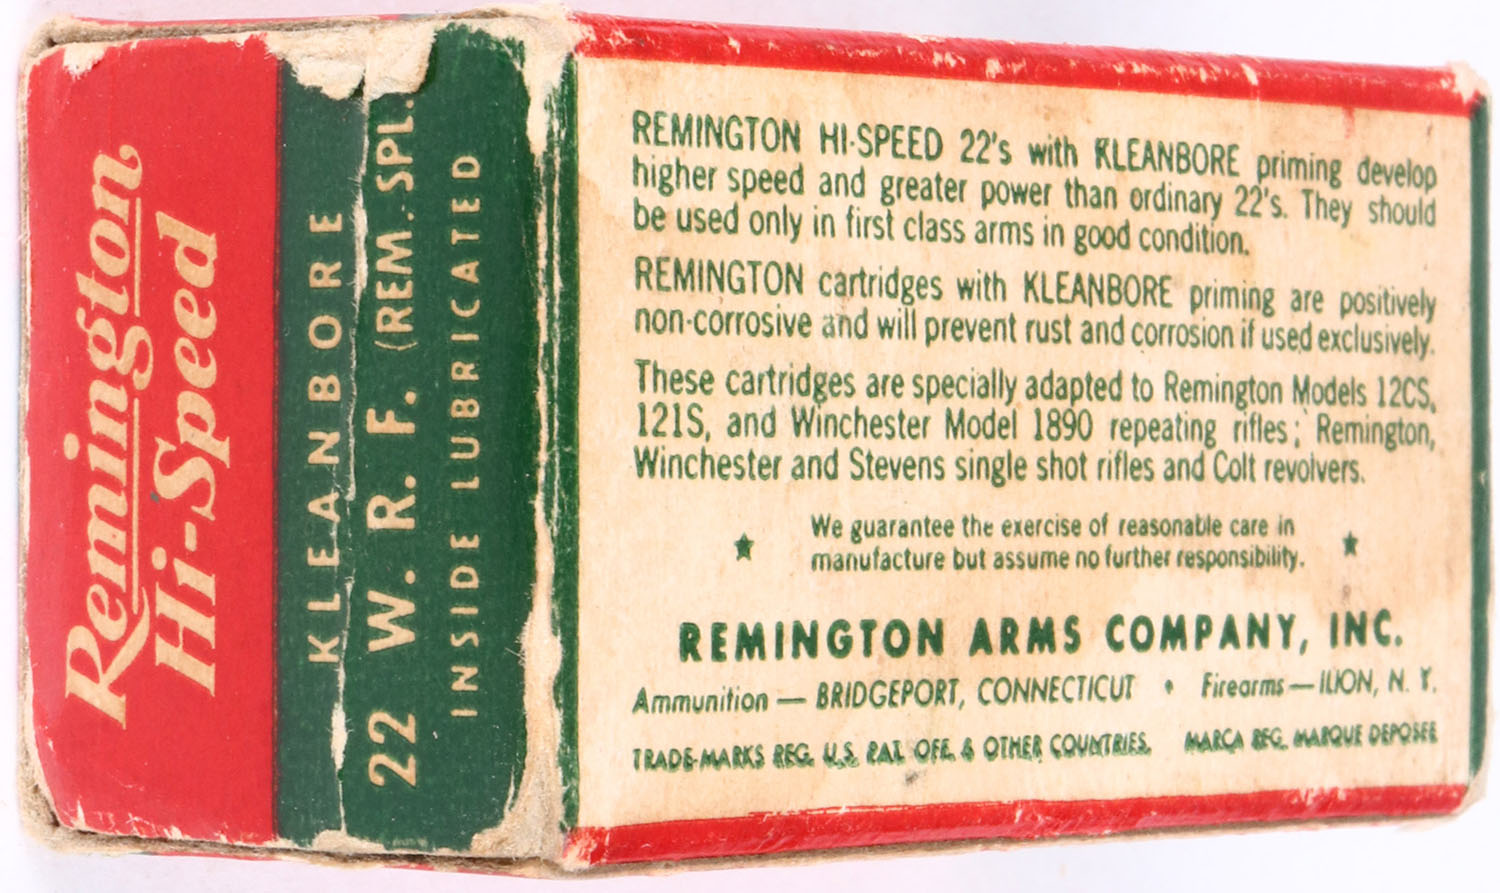 Remington
Hi-Speed
KLEANBORE
22 W. R. F. (REM. SPL.
INSIDE LUBRICATED
REMINGTON HI-SPEED 22's with KLEANBORE priming develop
higher speed and greater power than ordinary 22's. They should
be used only in first class arms in good condition.
REMINGTON cartridges with KLEANBORE priming are positively
non-corrosive and will prevent rust and corrosion if used exclusively.
These cartridges are specially adapted to Remington Models 12CS,
121S, and Winchester Model 1890 repeating rifles; Remington,
Winchester and Stevens single shot rifles and Colt revolvers.
We guarantee the exercise of reasonable care in
manufacture but assume no further responsibility.
REMINGTON ARMS COMPANY, INC.
Ammunition — BRIDGEPORT, CONNECTICUT • Firearms — ILION, N. Y.
TRADE-MARKS REG. U.S. PAT. OFF. & OTHER COUNTRIES. MARCA REG. MARQUE DEPOSEE